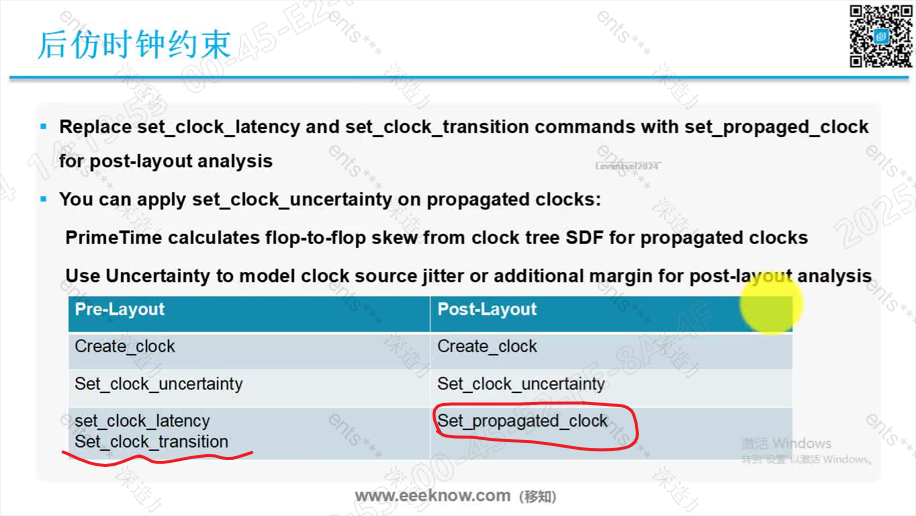 后仿时钟约束
Replace set_clock_latency and set_clock_transition commands with set_propaged_clock
for post-layout analysis
Leventsel2024
You can apply set_clock_uncertainty on propagated clocks:
PrimeTime calculates flop-to-flop skew from clock tree SDF for propagated clocks
Use Uncertainty to model clock source jitter or additional margin for post-layout analysis
Pre-Layout
Post-Layout
Create_clock
Create_clock
Set_clock_uncertainty
Set_clock_uncertainty
set_clock_latency
Set_clock_transition
Set_propagated_clock
激活 Windows
转到"设置"以激活 Windows。
www.eeeknow.com（移知）